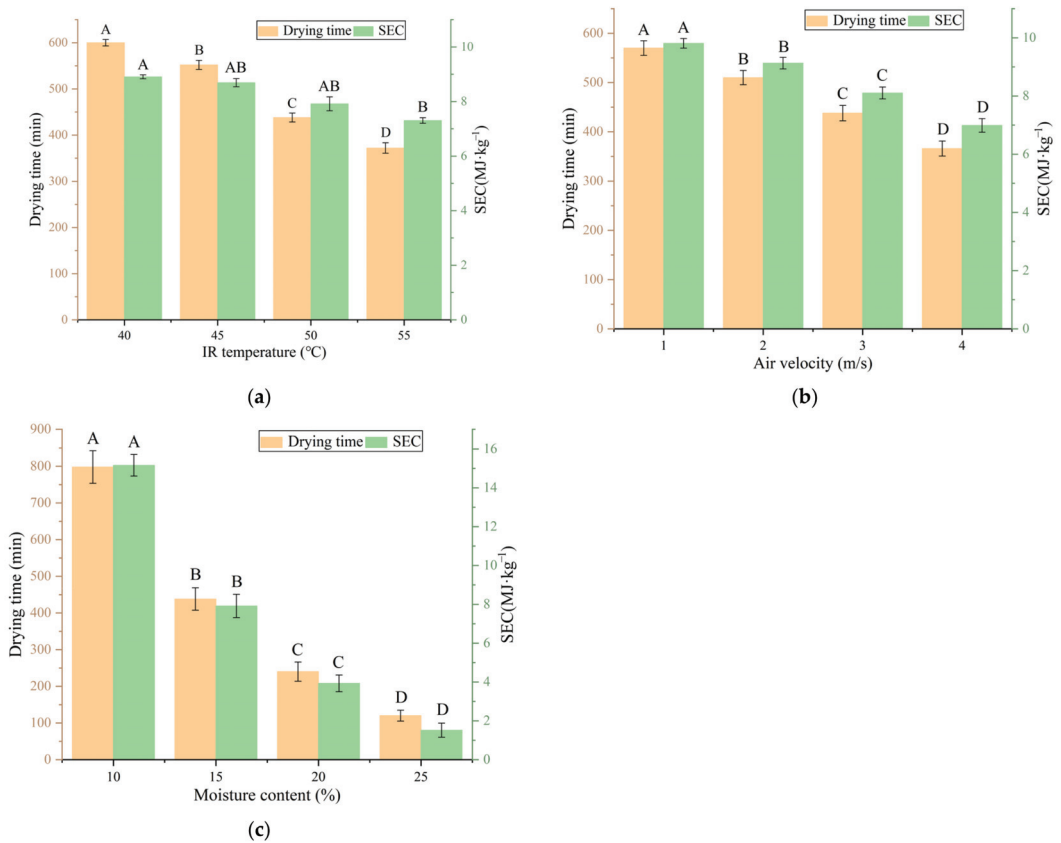 Drying time SEC
A
A
B
AB
C
AB
D
B
600
500
400
300
200
100
0
Drying time (min)
10
8
6
4
2
0
SEC(MJ·kg⁻¹)
40 45 50 55
IR temperature (℃)
(a)
Drying time SEC
A A
B B
C C
D D
600
500
400
300
200
100
0
Drying time (min)
10
8
6
4
2
0
SEC(MJ·kg⁻¹)
1 2 3 4
Air velocity (m/s)
(b)
Drying time SEC
A A
B B
C C
D D
900
800
700
600
500
400
300
200
100
0
Drying time (min)
16
14
12
10
8
6
4
2
0
SEC(MJ·kg⁻¹)
10 15 20 25
Moisture content (%)
(c)